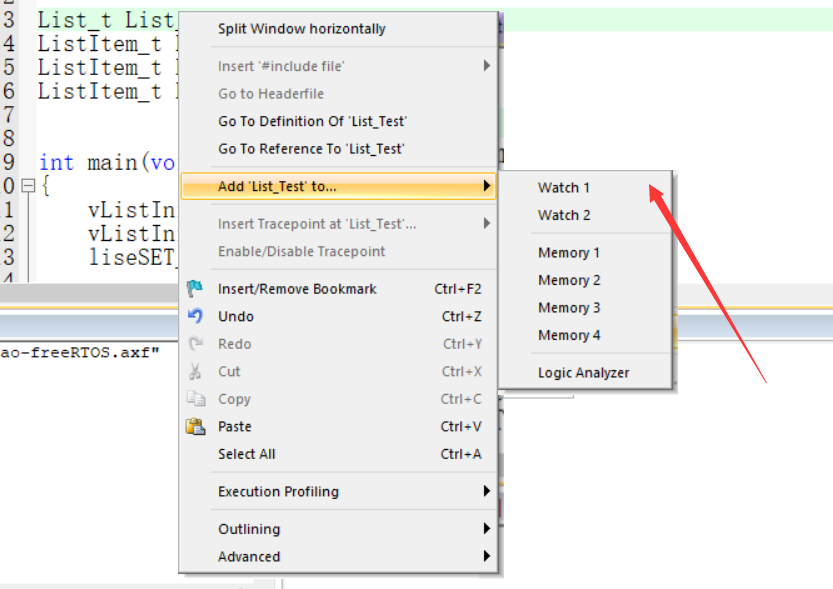 3 List_t List_
4 ListItem_t
5 ListItem_t
6 ListItem_t
7
8
9 int main(vo
0 {
1 vListIn
2 vListIn
3 liseSET_
4
ao-freeRTOS.axf"
Split Window horizontally
Insert '#include file'
Go to Headerfile
Go To Definition Of 'List_Test'
Go To Reference To 'List_Test'
Add 'List_Test' to...
Insert Tracepoint at 'List_Test'...
Enable/Disable Tracepoint
Insert/Remove Bookmark Ctrl+F2
Undo Ctrl+Z
Redo Ctrl+Y
Cut Ctrl+X
Copy Ctrl+C
Paste Ctrl+V
Select All Ctrl+A
Execution Profiling
Outlining
Advanced
Watch 1
Watch 2
Memory 1
Memory 2
Memory 3
Memory 4
Logic Analyzer